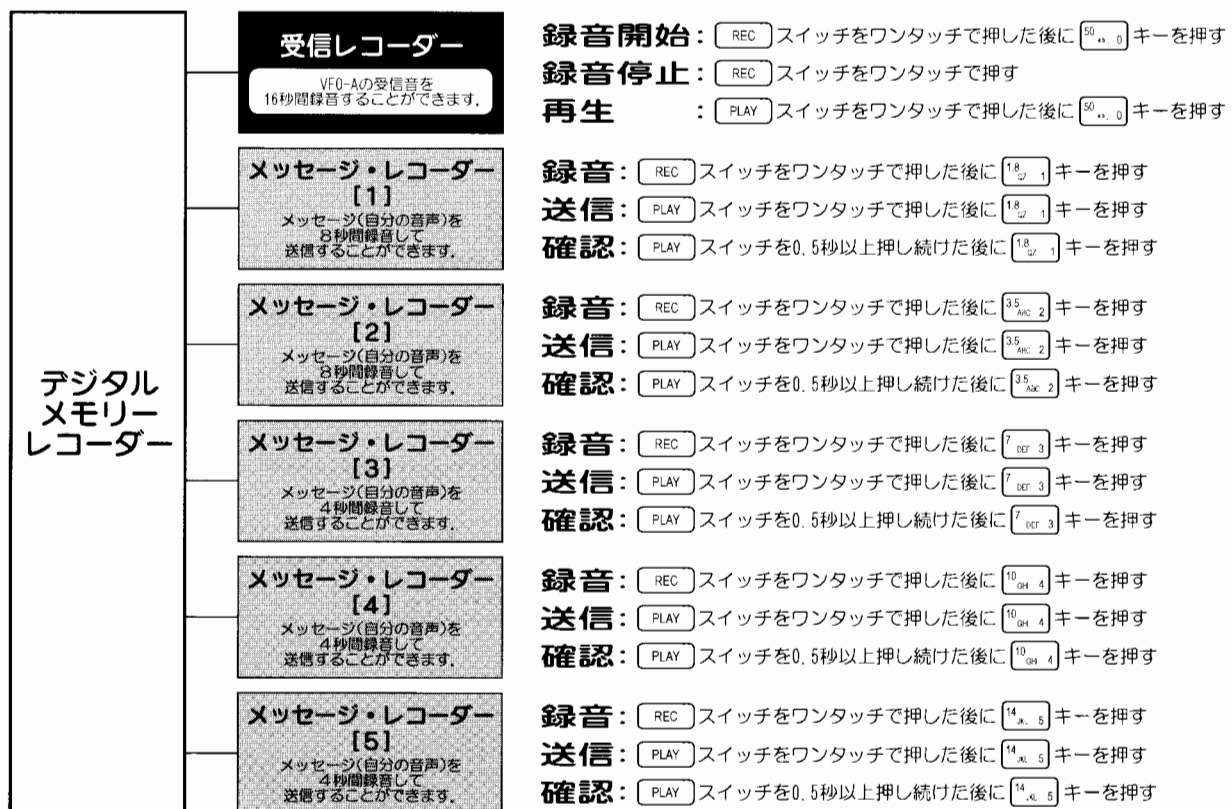 デジタル
メモリー
レコーダー
受信レコーダー
VFO-Aの受信音を
16秒間録音することができます.
録音開始: REC スイッチをワンタッチで押した後に 50 0 キーを押す
録音停止: REC スイッチをワンタッチで押す
再生 : PLAY スイッチをワンタッチで押した後に 50 0 キーを押す
メッセージ・レコーダー
[1]
メッセージ(自分の音声)を
8秒間録音して
送信することができます.
録音: REC スイッチをワンタッチで押した後に 1.8 QZ 1 キーを押す
送信: PLAY スイッチをワンタッチで押した後に 1.8 QZ 1 キーを押す
確認: PLAY スイッチを0.5秒以上押し続けた後に 1.8 QZ 1 キーを押す
メッセージ・レコーダー
[2]
メッセージ(自分の音声)を
8秒間録音して
送信することができます.
録音: REC スイッチをワンタッチで押した後に 3.5 ABC 2 キーを押す
送信: PLAY スイッチをワンタッチで押した後に 3.5 ABC 2 キーを押す
確認: PLAY スイッチを0.5秒以上押し続けた後に 3.5 ABC 2 キーを押す
メッセージ・レコーダー
[3]
メッセージ(自分の音声)を
4秒間録音して
送信することができます.
録音: REC スイッチをワンタッチで押した後に 7 DEF 3 キーを押す
送信: PLAY スイッチをワンタッチで押した後に 7 DEF 3 キーを押す
確認: PLAY スイッチを0.5秒以上押し続けた後に 7 DEF 3 キーを押す
メッセージ・レコーダー
[4]
メッセージ(自分の音声)を
4秒間録音して
送信することができます.
録音: REC スイッチをワンタッチで押した後に 10 GHI 4 キーを押す
送信: PLAY スイッチをワンタッチで押した後に 10 GHI 4 キーを押す
確認: PLAY スイッチを0.5秒以上押し続けた後に 10 GHI 4 キーを押す
メッセージ・レコーダー
[5]
メッセージ(自分の音声)を
4秒間録音して
送信することができます.
録音: REC スイッチをワンタッチで押した後に 14 JKL 5 キーを押す
送信: PLAY スイッチをワンタッチで押した後に 14 JKL 5 キーを押す
確認: PLAY スイッチを0.5秒以上押し続けた後に 14 JKL 5 キーを押す